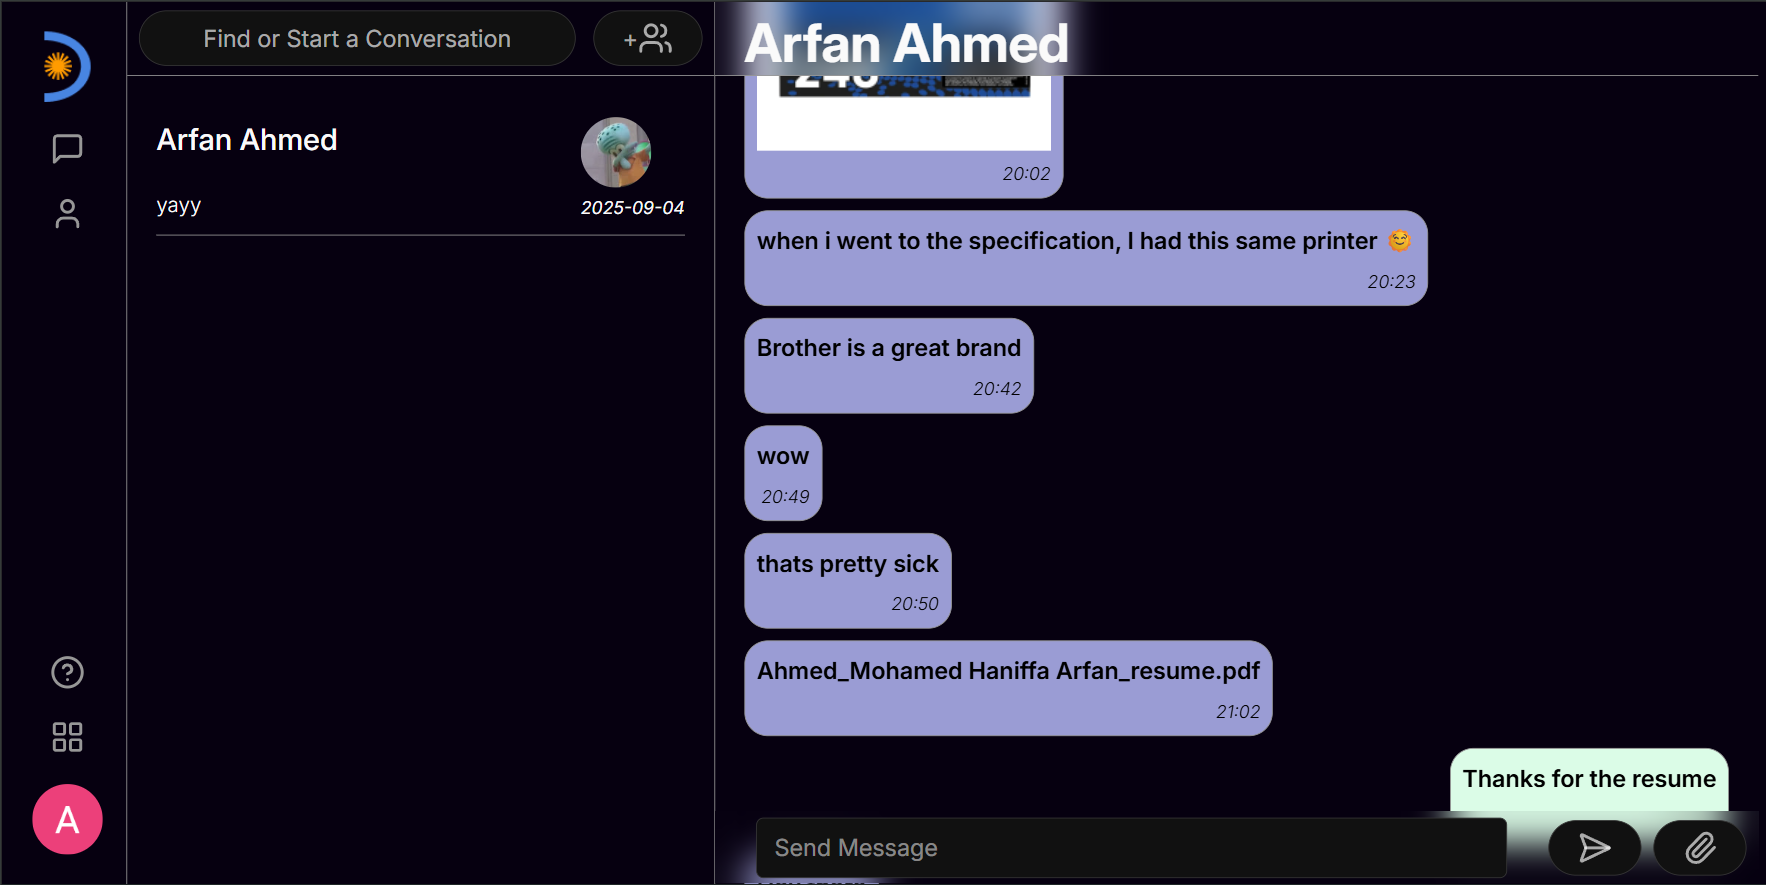 Find or Start a Conversation
+
Arfan Ahmed
yayy
2025-09-04
A
Arfan Ahmed
20:02
when i went to the specification, I had this same printer 😊
20:23
Brother is a great brand
20:42
wow
20:49
thats pretty sick
20:50
Ahmed_Mohamed Haniffa Arfan_resume.pdf
21:02
Thanks for the resume
Send Message